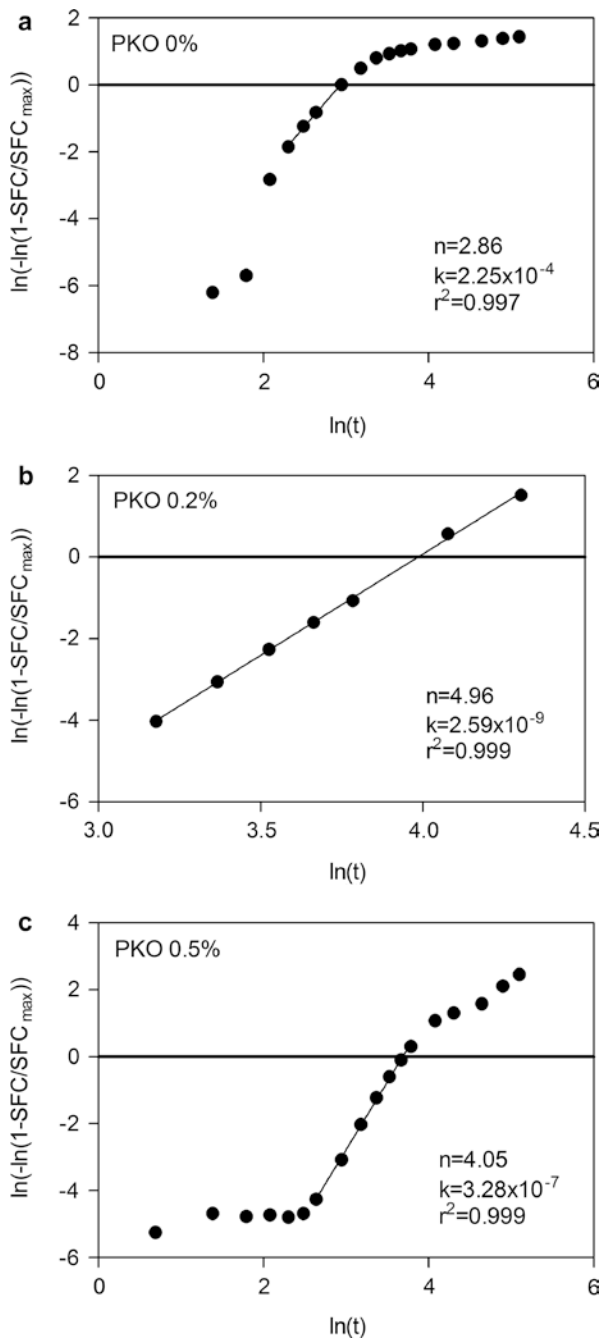 a
PKO 0%
2
0
-2
-4
-6
-8
ln(-ln(1-SFC/SFCmax))
n=2.86
k=2.25x10⁻⁴
r²=0.997
0 2 4 6
ln(t)
b
PKO 0.2%
2
0
-2
-4
-6
ln(-ln(1-SFC/SFCmax))
n=4.96
k=2.59x10⁻⁹
r²=0.999
3.0 3.5 4.0 4.5
ln(t)
c
PKO 0.5%
4
2
0
-2
-4
-6
ln(-ln(1-SFC/SFCmax))
n=4.05
k=3.28x10⁻⁷
r²=0.999
0 2 4 6
ln(t)